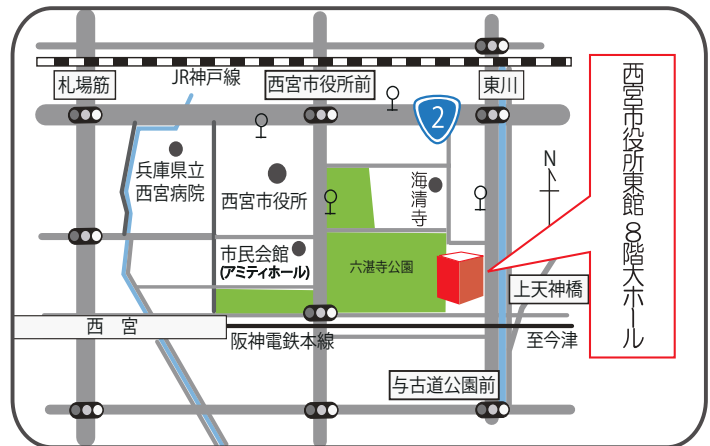 JR神戸線
札場筋
西宮市役所前
東川
2
兵庫県立
西宮病院
西宮市役所
海清寺
N
市民会館
(アミティホール)
六湛寺公園
上天神橋
西宮
阪神電鉄本線
至今津
与古道公園前
西宮市役所東館 8階大ホール